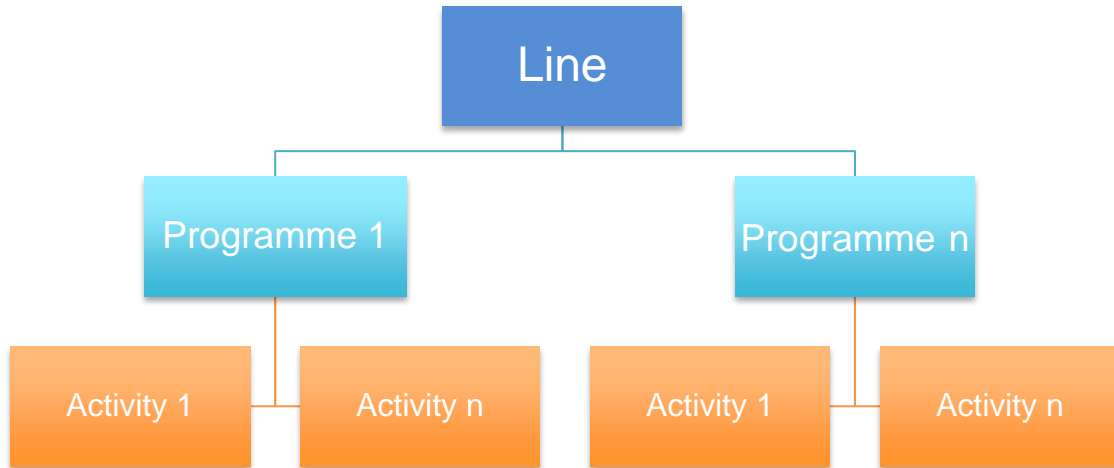 Line
Programme 1
Programme n
Activity 1
Activity n
Activity 1
Activity n